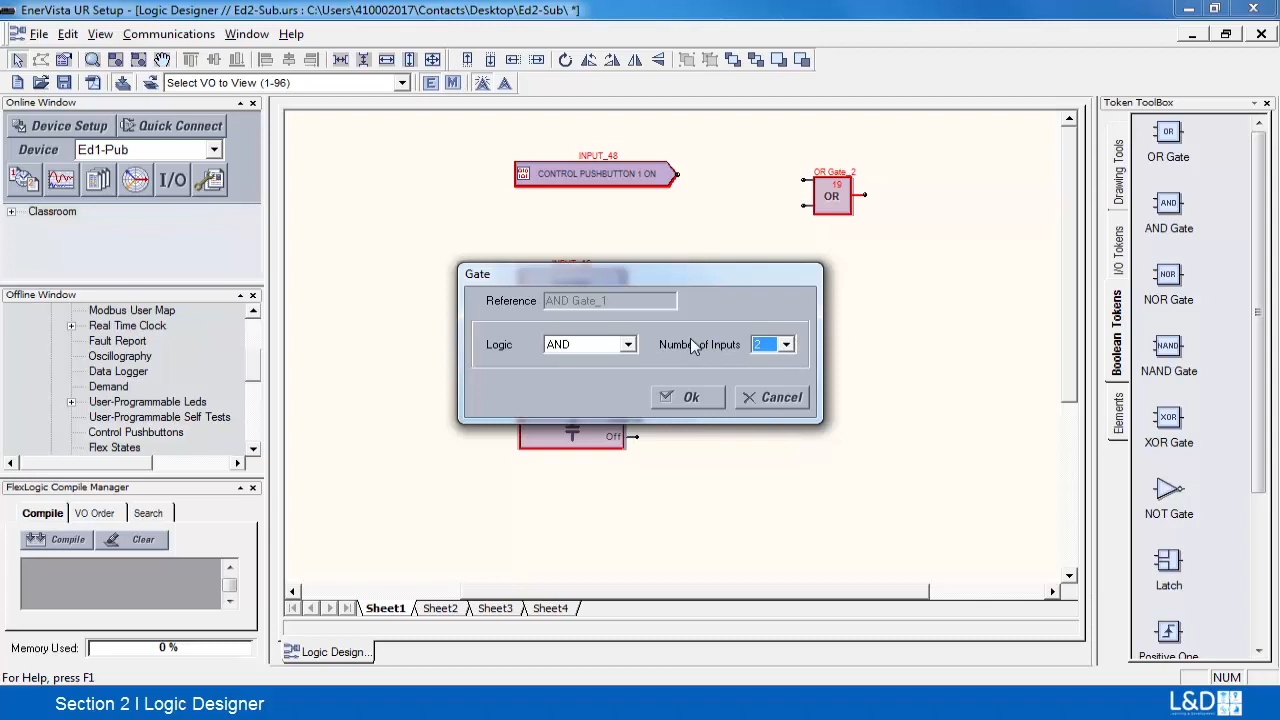 EnerVista UR Setup - [Logic Designer // Ed2-Sub.urs : C:\Users\410002017\Contacts\Desktop\Ed2-Sub\ *]
File Edit View Communications Window Help
Select VO to View (1-96) E M
Online Window
Device Setup Quick Connect
Device Ed1-Pub
I/O
Classroom
Offline Window
Modbus User Map
Real Time Clock
Fault Report
Oscillography
Data Logger
Demand
User-Programmable Leds
User-Programmable Self Tests
Control Pushbuttons
Flex States
FlexLogic Compile Manager
Compile VO Order Search
Compile Clear
Memory Used: 0 %
INPUT_48
CONTROL PUSHBUTTON 1 ON
OR Gate_2
19
OR
Gate
Reference AND Gate_1
Logic AND Number of Inputs 2
Ok Cancel
Off
Sheet1 Sheet2 Sheet3 Sheet4
Logic Design...
Token ToolBox
Drawing Tools
I/O Tokens
Boolean Tokens
Elements
OR
OR Gate
AND
AND Gate
NOR
NOR Gate
NAND
NAND Gate
XOR
XOR Gate
NOT Gate
Latch
Positive One
For Help, press F1
NUM
Section 2 I Logic Designer
L&D